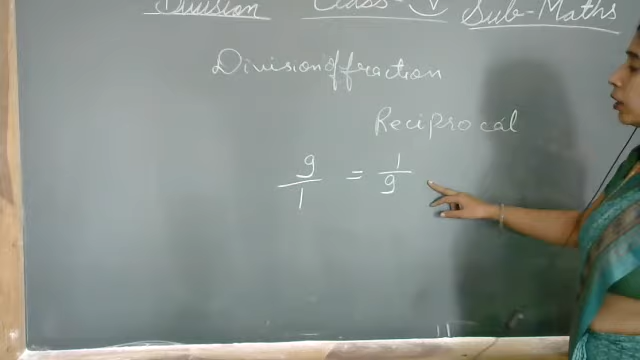 Division Class - V Sub - Maths
Division of fraction
Reciprocal
9/1 = 1/9